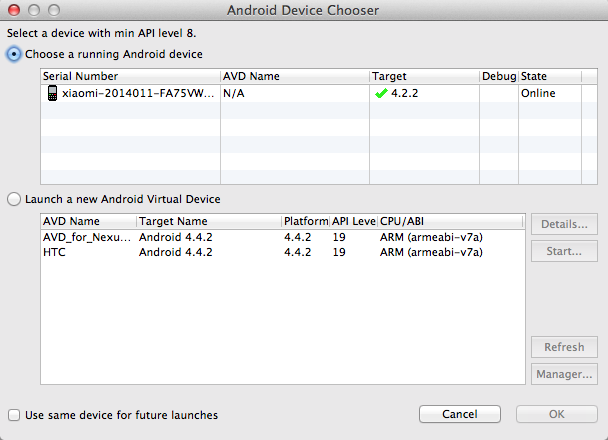 Android Device Chooser
Select a device with min API level 8.
Choose a running Android device
Serial Number AVD Name Target Debug State
xiaomi-2014011-FA75VW... N/A 4.2.2 Online
Launch a new Android Virtual Device
AVD Name Target Name Platform API Leve CPU/ABI
AVD_for_Nexu... Android 4.4.2 4.4.2 19 ARM (armeabi-v7a)
HTC Android 4.4.2 4.4.2 19 ARM (armeabi-v7a)
Details...
Start...
Refresh
Manager...
Use same device for future launches
Cancel OK